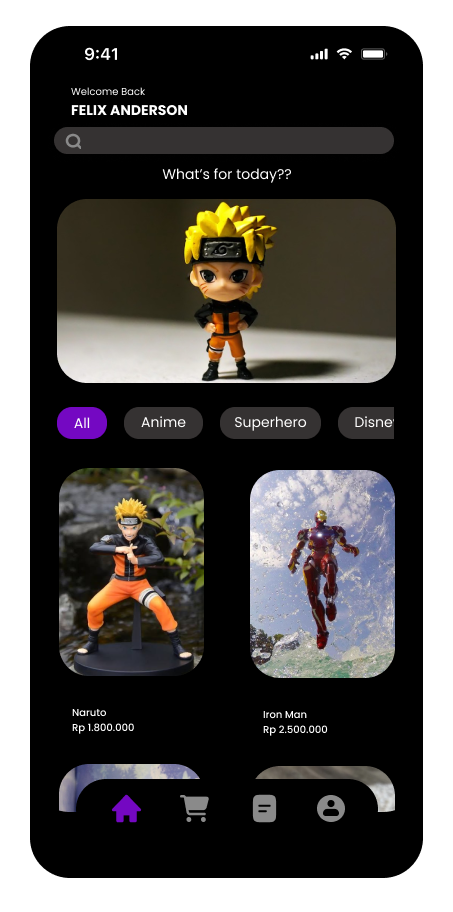 9:41
Welcome Back
FELIX ANDERSON
What's for today??
All
Anime
Superhero
Disne
Naruto
Rp 1.800.000
Iron Man
Rp 2.500.000